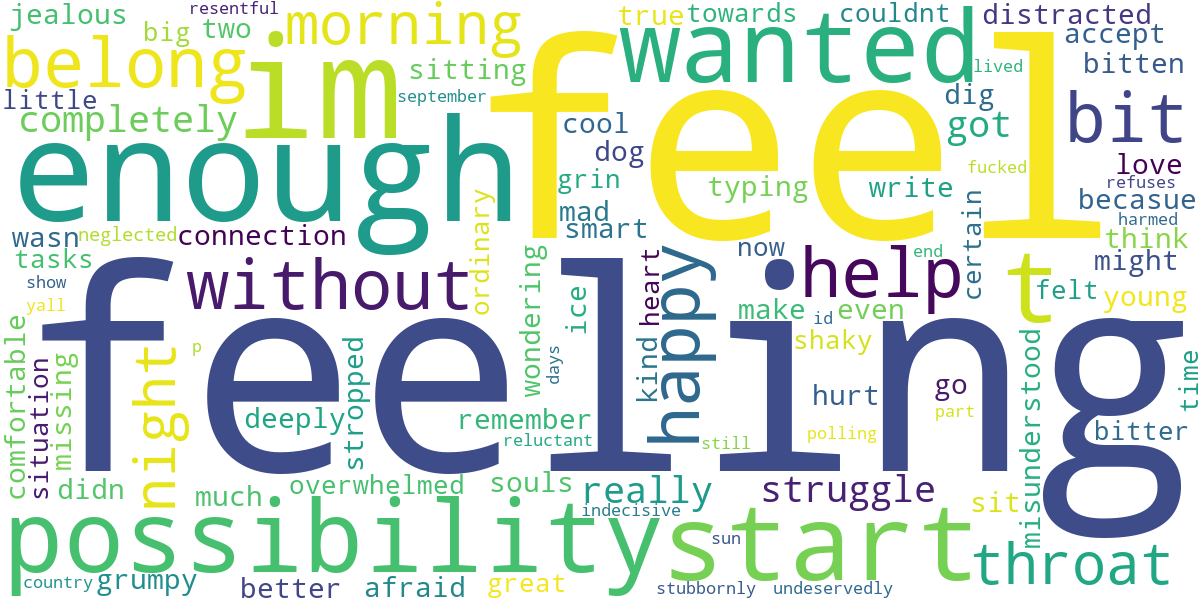 jealous
resentful
big
two
morning
belong
im
sitting
september
little
completely
enough
feel
wanted
true
towards
couldnt
distracted
accept
bitten
lived
dig
bit
got
cool
dog
grin
typing
write
fucked
love
refuses
becasue
harmed
mad
smart
wasn
neglected
connection
ordinary
tasks
without
wondering
ice
heart
happy
now
help
end
certain
t
think
might
felt
young
show
yall
feeling
make
id
even
shaky
kind
days
p
comfortable
situation
missing
night
stropped
deeply
remember
reluctant
still
hurt
go
part
polling
misunderstood
time
bitter
didn
much
overwhelmed
souls
really
indecisive
struggle
sit
possibility
start
sun
throat
country
grumpy
better
afraid
great
stubbornly
undeservedly